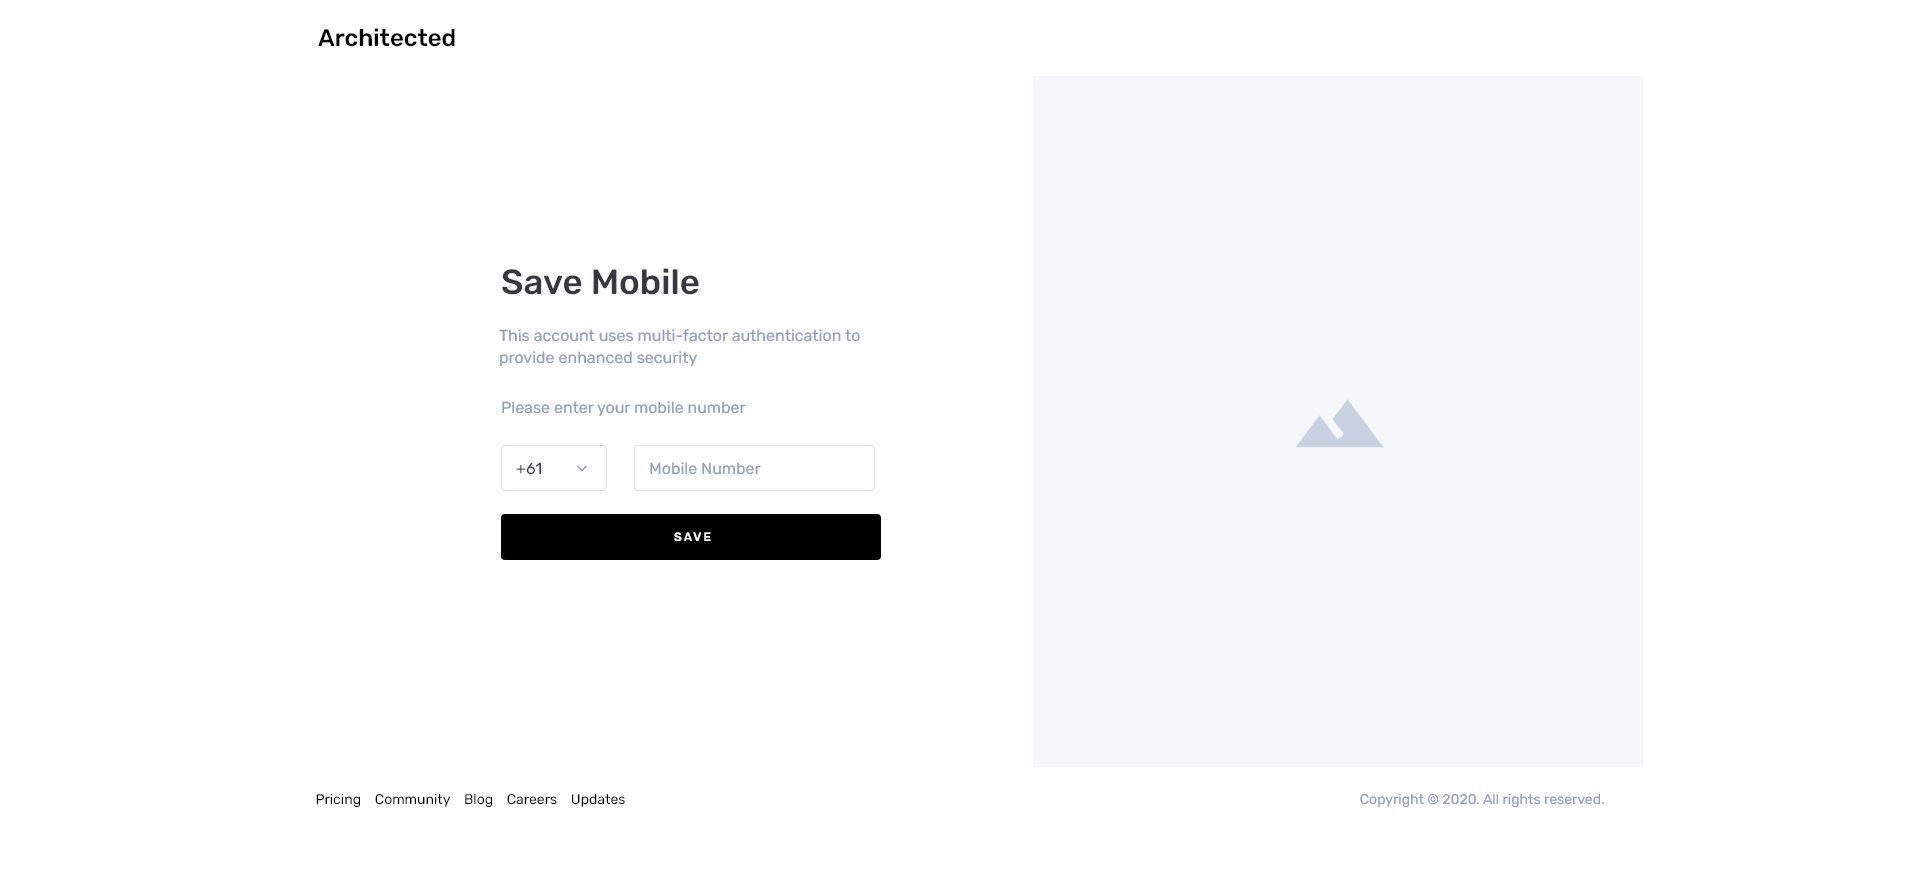 Architected
Save Mobile
This account uses multi-factor authentication to
provide enhanced security
Please enter your mobile number
+61
Mobile Number
SAVE
Pricing Community Blog Careers Updates
Copyright © 2020. All rights reserved.